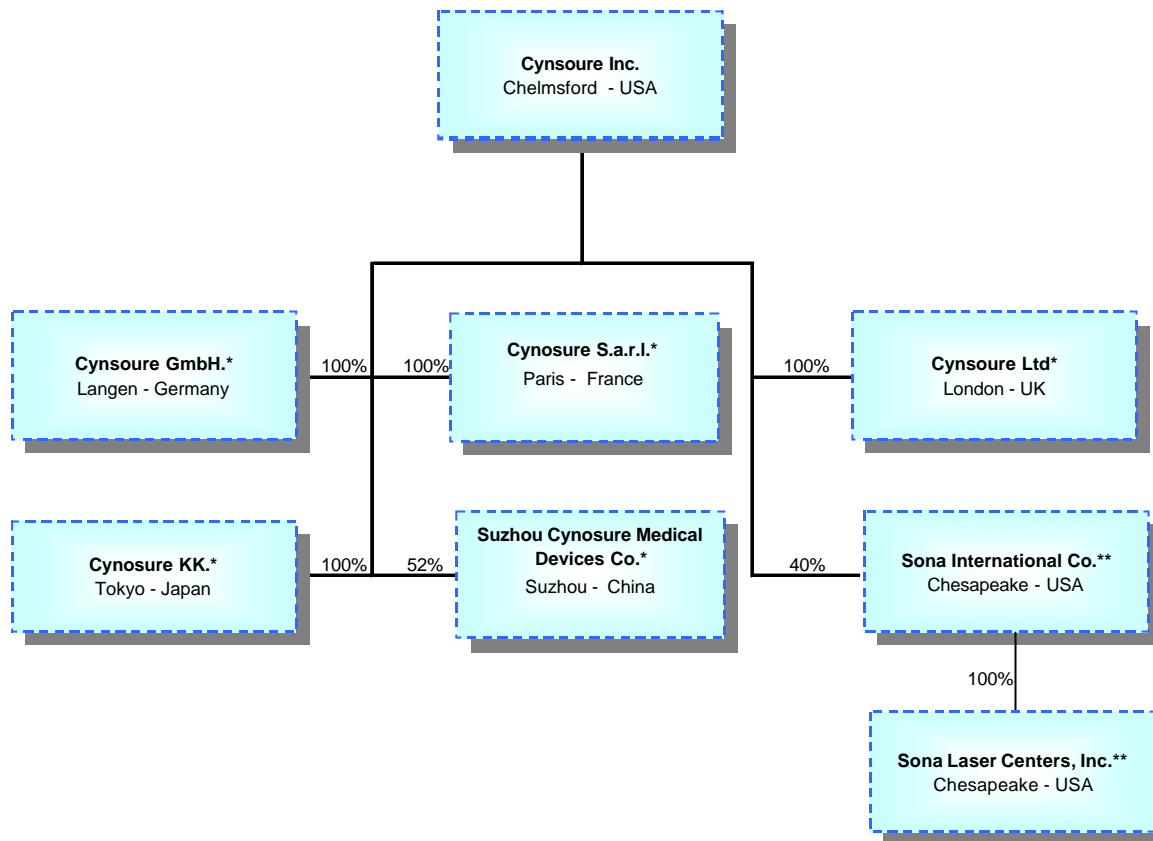 Cynsoure Inc.
Chelmsford - USA
Cynsoure GmbH.*
Langen - Germany
100%
100%
Cynosure S.a.r.l.*
Paris - France
100%
Cynsoure Ltd*
London - UK
Cynosure KK.*
Tokyo - Japan
100%
52%
Suzhou Cynosure Medical
Devices Co.*
Suzhou - China
40%
Sona International Co.**
Chesapeake - USA
100%
Sona Laser Centers, Inc.**
Chesapeake - USA